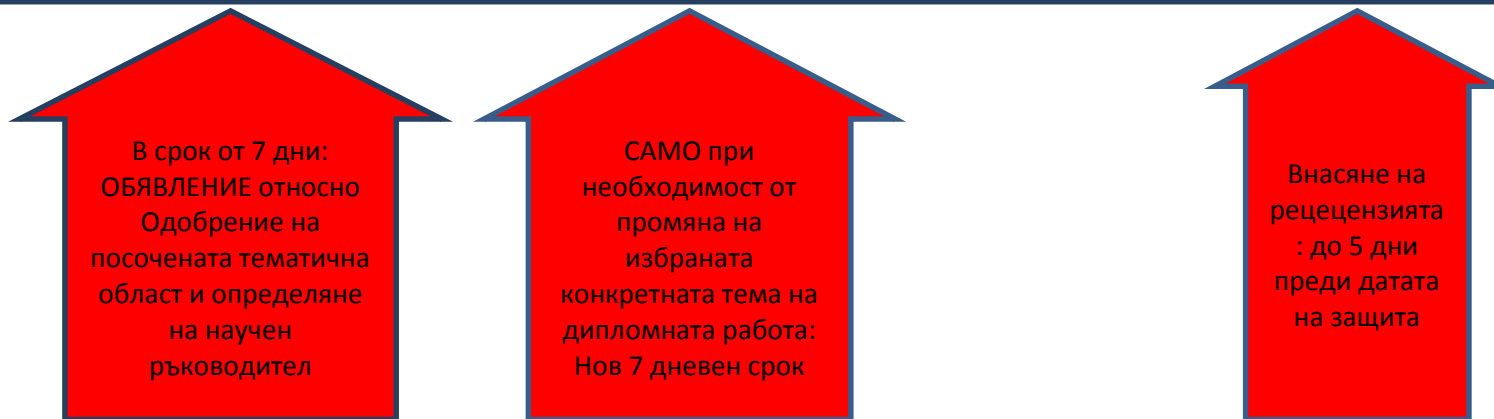 В срок от 7 дни:
ОБЯВЛЕНИЕ относно
Одобрение на
посочената тематична
област и определяне
на научен
ръководител
САМО при
необходимост от
промяна на
избраната
конкретната тема на
дипломната работа:
Нов 7 дневен срок
Внасяне на
рецецензията
: до 5 дни
преди датата
на защита